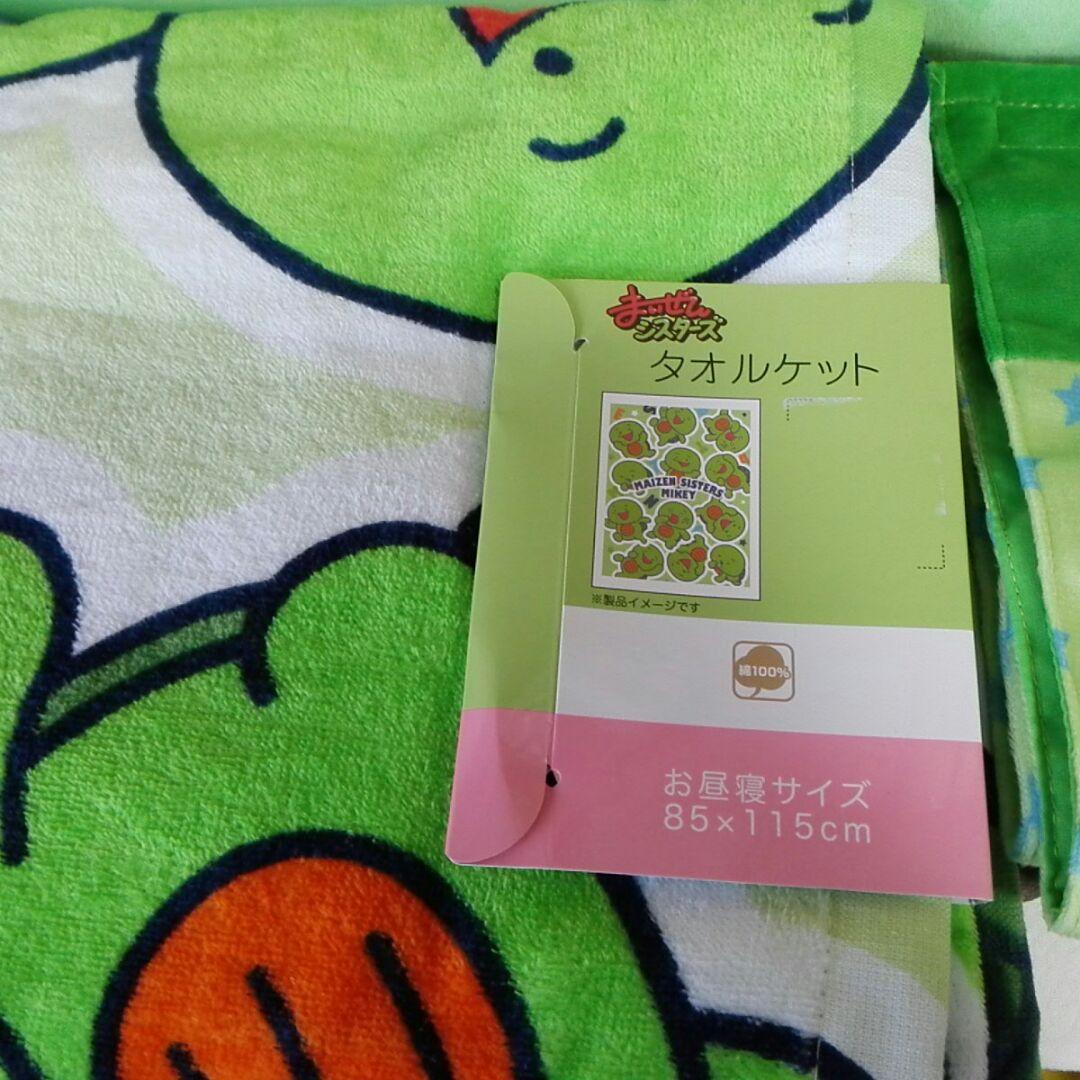 まいぜん
シスターズ
タオルケット
MAIZEN SISTERS
MIKEY
※製品イメージです
綿100%
お昼寝サイズ
85×115cm